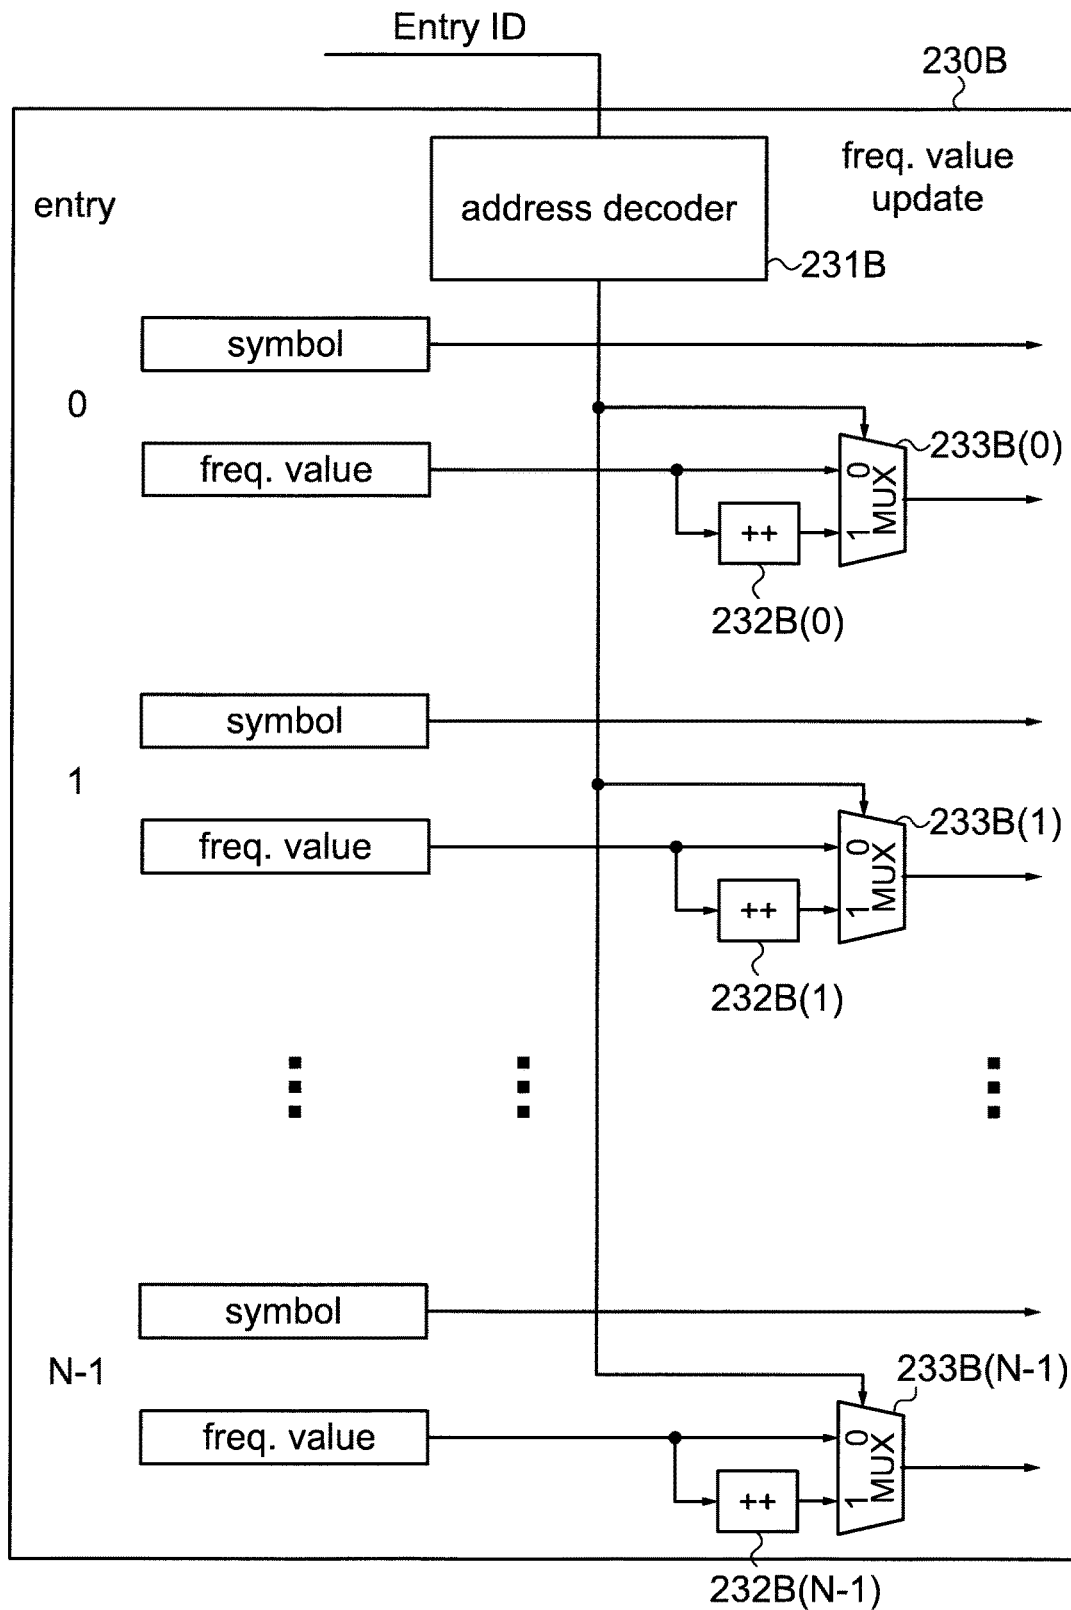 Entry ID
230B
freq. value
update
entry
address decoder
231B
symbol
0
freq. value
233B(0)
0
1
MUX
++
232B(0)
symbol
1
freq. value
233B(1)
0
1
MUX
++
232B(1)
symbol
N-1
freq. value
233B(N-1)
0
1
MUX
++
232B(N-1)